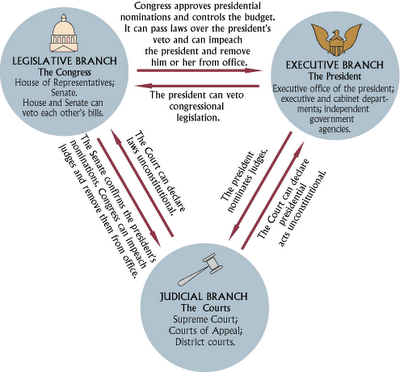 Congress approves presidential
nominations and controls the budget.
It can pass laws over the president's
veto and can impeach
the president and remove
him or her from office.
LEGISLATIVE BRANCH
The Congress
House of Representatives;
Senate.
House and Senate can
veto each other's bills.
EXECUTIVE BRANCH
The President
Executive office of the president;
executive and cabinet depart-
ments; independent
government
agencies.
The president can veto
congressional
legislation.
The Court can declare
laws unconstitutional.
The Senate confirms the president's
nominations. Congress can impeach
judges and remove them from office.
The president
nominates judges.
The Court can declare
presidential
acts unconstitutional.
JUDICIAL BRANCH
The Courts
Supreme Court;
Courts of Appeal;
District courts.